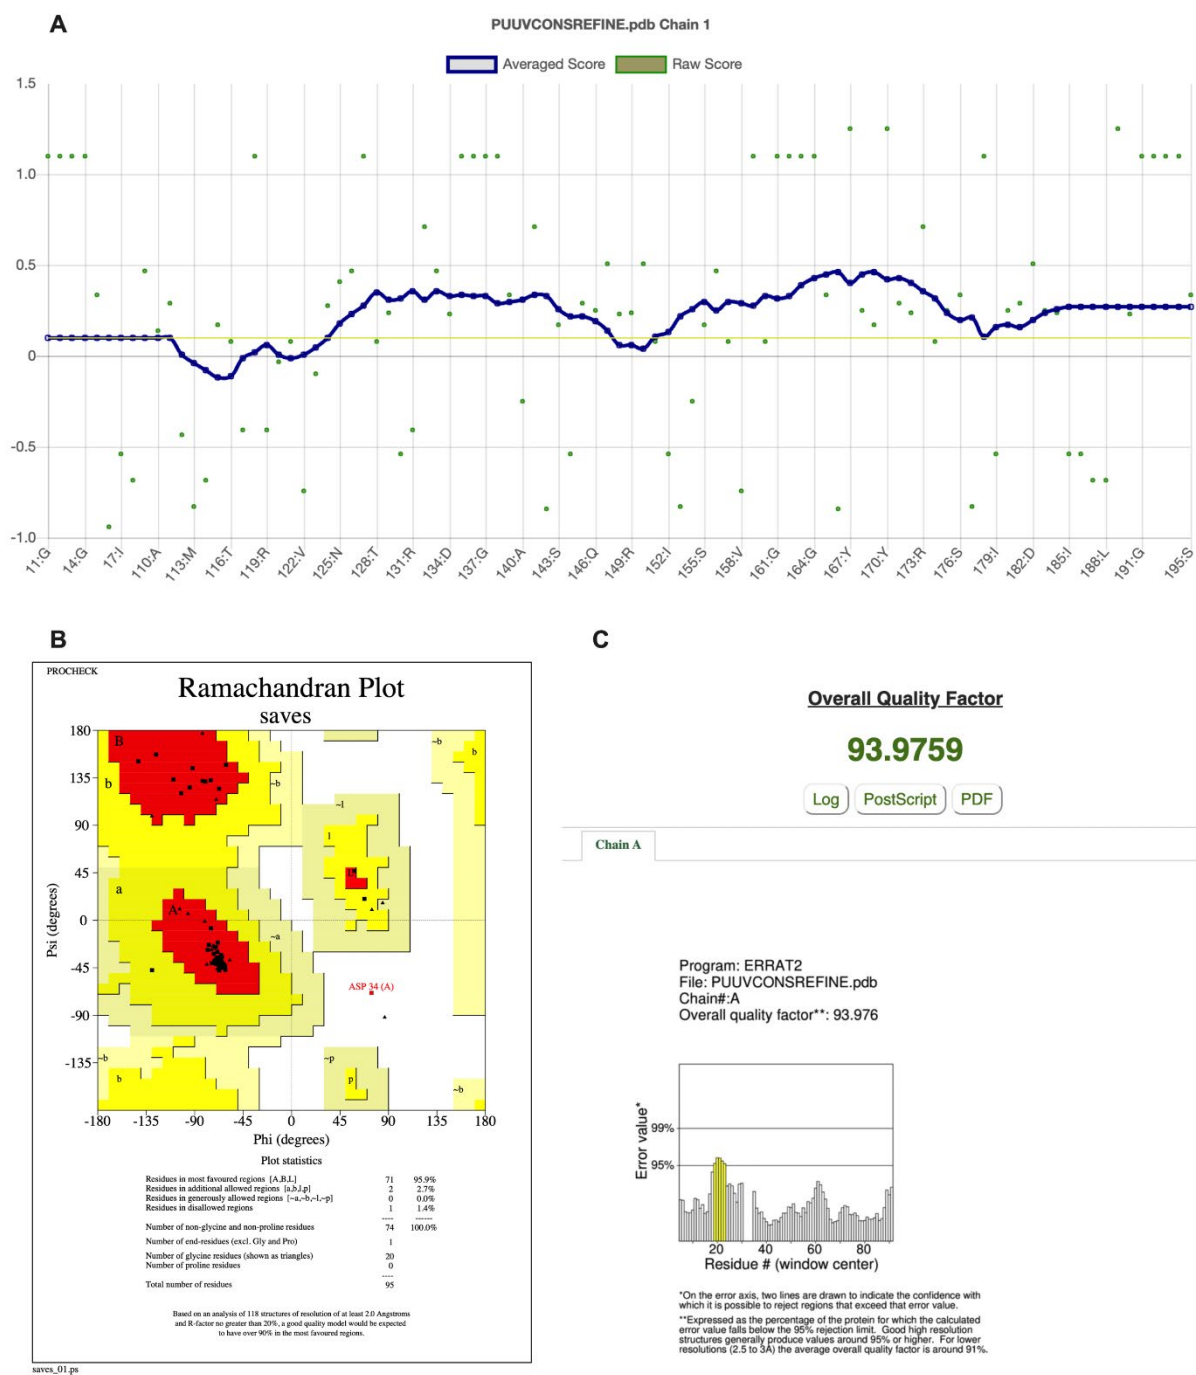 A
PUUVCONSREFINE.pdb Chain 1
Averaged Score
Raw Score
1.5
1.0
0.5
0
-0.5
-1.0
11:G 14:G 17:I 110:A 113:M 116:T 119:R 122:V 125:N 128:T 131:R 134:D 137:G 140:A 143:S 146:Q 149:R 152:I 155:S 158:V 161:G 164:G 167:Y 170:Y 173:R 176:S 179:I 182:D 185:I 188:L 191:G 195:S
B
PROCHECK
Ramachandran Plot
saves
180
135
90
45
0
-45
-90
-135
Psi (degrees)
B
b
~b
~l
l
~b
b
a
A
~a
ASP 34 (A)
~b
b
~p
p
~b
-180 -135 -90 -45 0 45 90 135 180
Phi (degrees)
Plot statistics
Residues in most favoured regions [A,B,L] 71 95.9%
Residues in additional allowed regions [a,b,l,p] 2 2.7%
Residues in generously allowed regions [~a,~b,~l,~p] 0 0.0%
Residues in disallowed regions 1 1.4%
---- ------
Number of non-glycine and non-proline residues 74 100.0%
Number of end-residues (excl. Gly and Pro) 1
Number of glycine residues (shown as triangles) 20
Number of proline residues 0
----
Total number of residues 95
Based on an analysis of 118 structures of resolution of at least 2.0 Angstroms
and R-factor no greater than 20%, a good quality model would be expected
to have over 90% in the most favoured regions.
saves_01.ps
C
Overall Quality Factor
93.9759
Log
PostScript
PDF
Chain A
Program: ERRAT2
File: PUUVCONSREFINE.pdb
Chain#:A
Overall quality factor**: 93.976
Error value*
99%
95%
20 40 60 80
Residue # (window center)
*On the error axis, two lines are drawn to indicate the confidence with
which it is possible to reject regions that exceed that error value.
**Expressed as the percentage of the protein for which the calculated
error value falls below the 95% rejection limit. Good high resolution
structures generally produce values around 95% or higher. For lower
resolutions (2.5 to 3A) the average overall quality factor is around 91%.